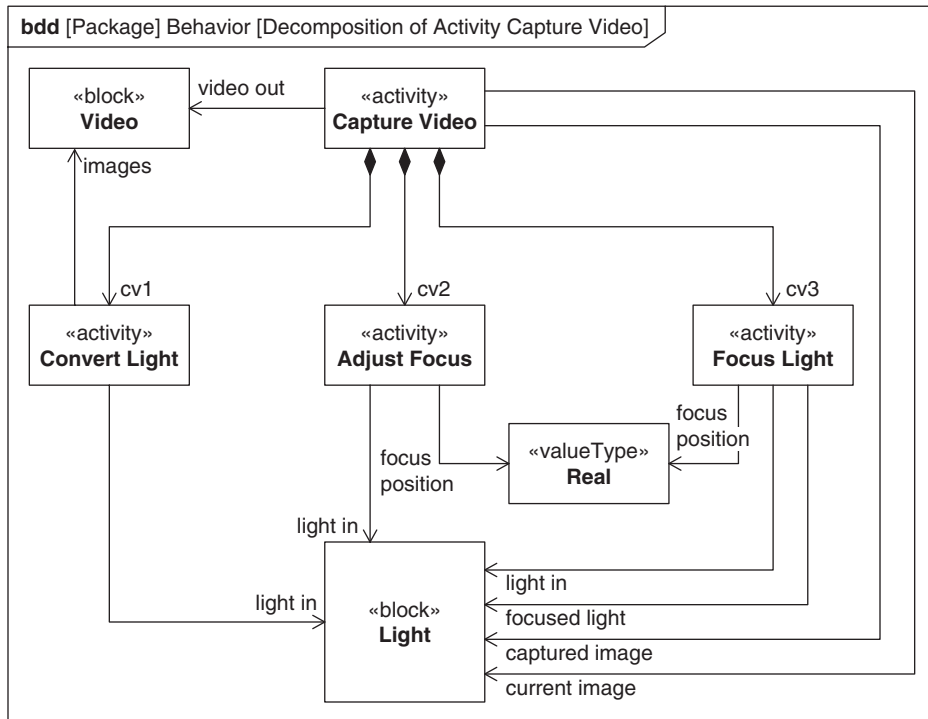 bdd [Package] Behavior [Decomposition of Activity Capture Video]
«block»
Video
video out
«activity»
Capture Video
images
cv1
cv2
cv3
«activity»
Convert Light
«activity»
Adjust Focus
«activity»
Focus Light
focus
position
«valueType»
Real
focus
position
light in
light in
«block»
Light
light in
focused light
captured image
current image